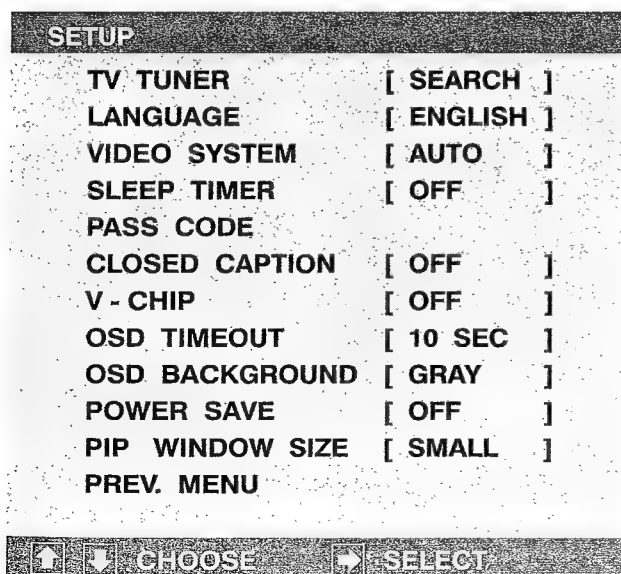 SETUP
TV TUNER [ SEARCH ]
LANGUAGE [ ENGLISH ]
VIDEO SYSTEM [ AUTO ]
SLEEP TIMER [ OFF ]
PASS CODE
CLOSED CAPTION [ OFF ]
V - CHIP [ OFF ]
OSD TIMEOUT [ 10 SEC ]
OSD BACKGROUND [ GRAY ]
POWER SAVE [ OFF ]
PIP WINDOW SIZE [ SMALL ]
PREV. MENU
CHOOSE SELECT